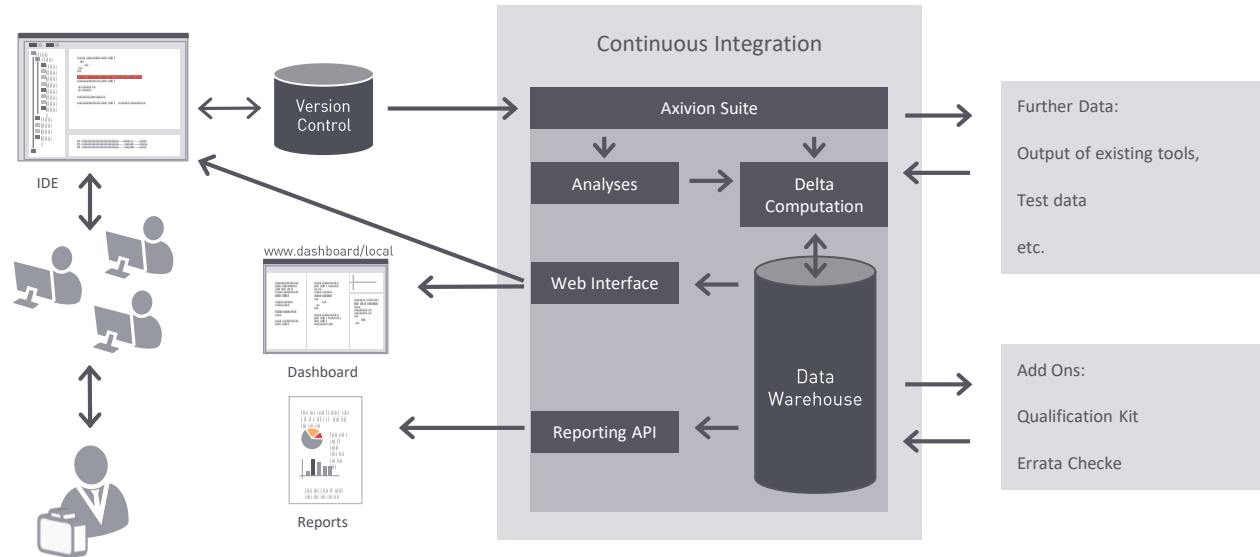 Continuous Integration
IDE
Version
Control
Axivion Suite
Analyses
Delta
Computation
www.dashboard/local
Dashboard
Web Interface
Data
Warehouse
Reporting API
Reports
Further Data:
Output of existing tools,
Test data
etc.
Add Ons:
Qualification Kit
Errata Checke